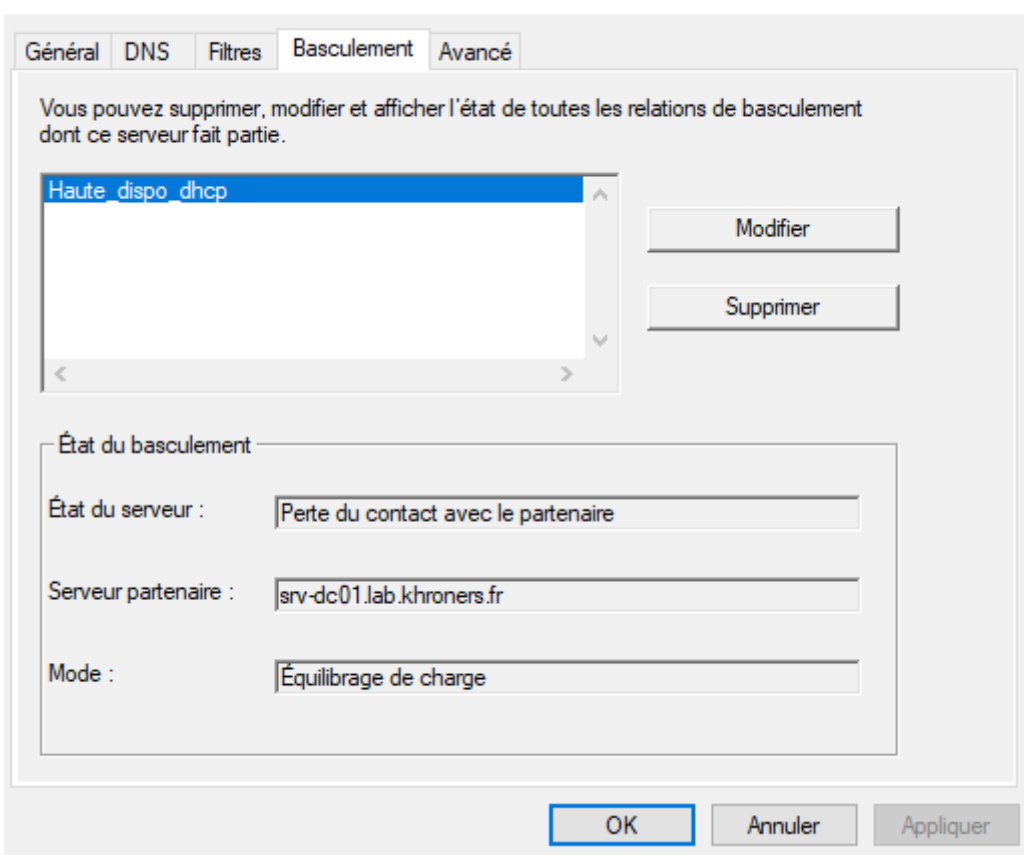 Général DNS Filtres Basculement Avancé
Vous pouvez supprimer, modifier et afficher l'état de toutes les relations de basculement
dont ce serveur fait partie.
Haute_dispo_dhcp
Modifier
Supprimer
État du basculement
État du serveur : Perte du contact avec le partenaire
Serveur partenaire : srv-dc01.lab.khroners.fr
Mode : Équilibrage de charge
OK Annuler Appliquer